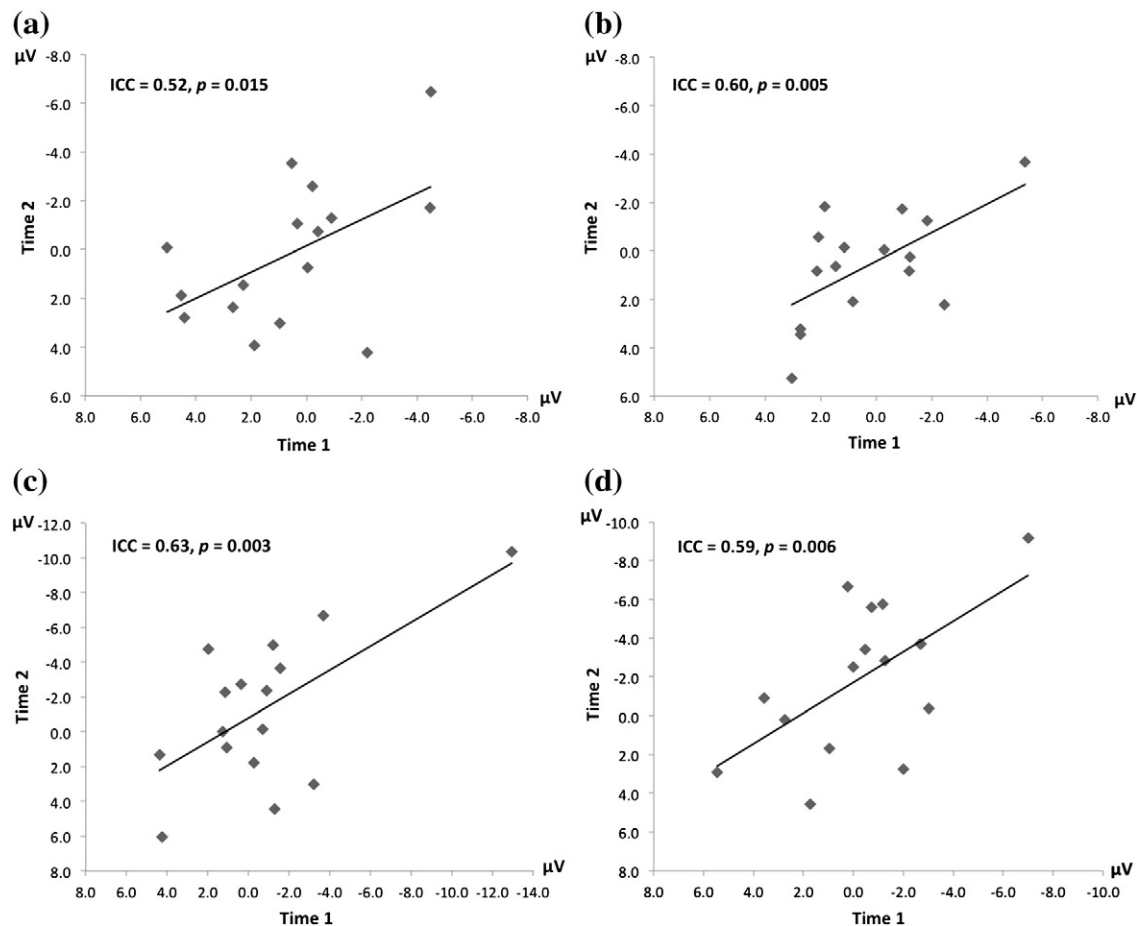 (a)
µV
-8.0
-6.0
-4.0
-2.0
0.0
2.0
4.0
6.0
Time 2
ICC = 0.52, p = 0.015
8.0 6.0 4.0 2.0 0.0 -2.0 -4.0 -6.0
µV
Time 1
(b)
µV
-8.0
-6.0
-4.0
-2.0
0.0
2.0
4.0
6.0
Time 2
ICC = 0.60, p = 0.005
8.0 6.0 4.0 2.0 0.0 -2.0 -4.0 -6.0 -8.0
µV
Time 1
(c)
µV
-12.0
-10.0
-8.0
-6.0
-4.0
-2.0
0.0
2.0
4.0
6.0
8.0
Time 2
ICC = 0.63, p = 0.003
8.0 6.0 4.0 2.0 0.0 -2.0 -4.0 -6.0 -8.0 -10.0 -12.0 -14.0
µV
Time 1
(d)
µV
-10.0
-8.0
-6.0
-4.0
-2.0
0.0
2.0
4.0
6.0
8.0
Time 2
ICC = 0.59, p = 0.006
8.0 6.0 4.0 2.0 0.0 -2.0 -4.0 -6.0 -8.0 -10.0
µV
Time 1